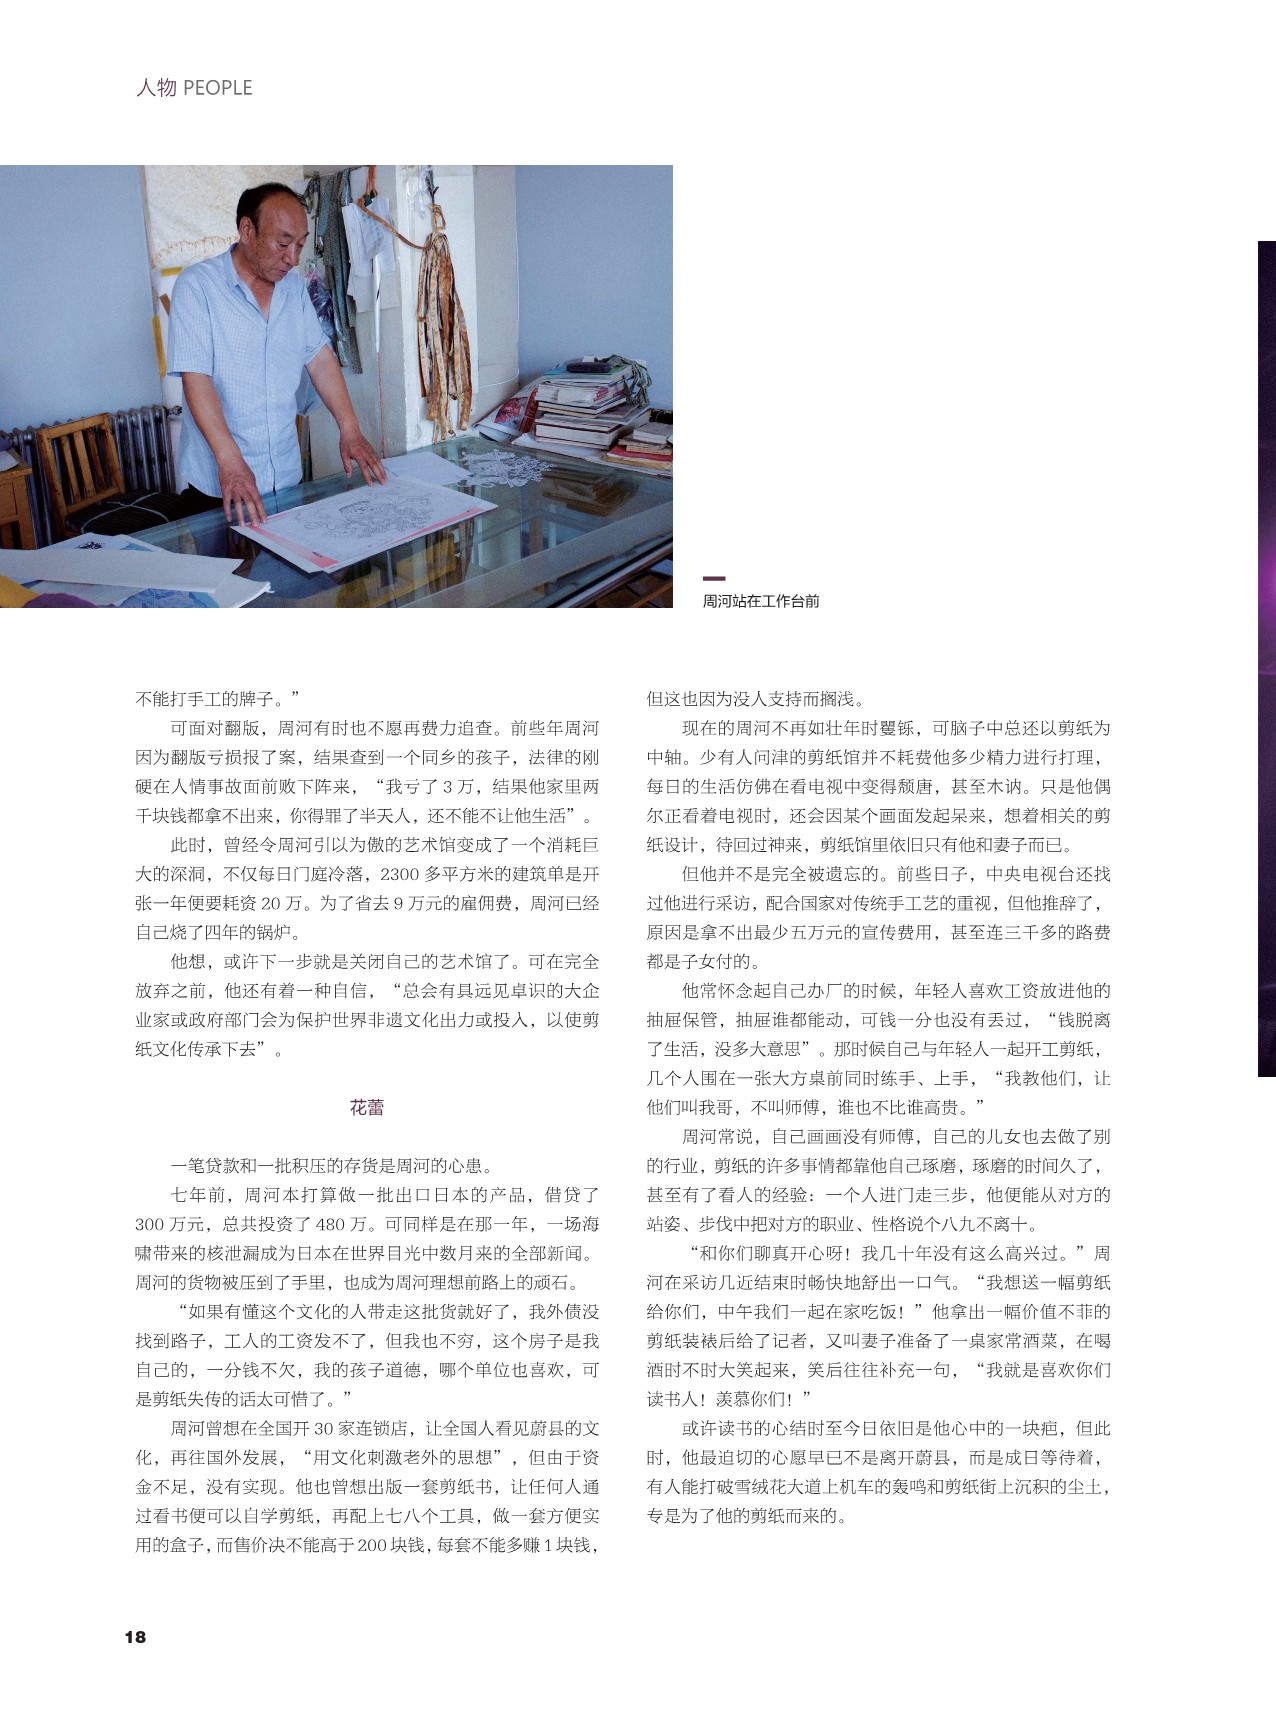 人物 PEOPLE
周河站在工作台前
不能打手工的牌子。”
可面对翻版，周河有时也不愿再费力追查。前些年周河
因为翻版亏损报了案，结果查到一个同乡的孩子，法律的刚
硬在人情事故面前败下阵来，“我亏了 3 万，结果他家里两
千块钱都拿不出来，你得罪了半天人，还不能不让他生活”。
此时，曾经令周河引以为傲的艺术馆变成了一个消耗巨
大的深洞，不仅每日门庭冷落，2300 多平方米的建筑单是开
张一年便要耗资 20 万。为了省去 9 万元的雇佣费，周河已经
自己烧了四年的锅炉。
他想，或许下一步就是关闭自己的艺术馆了。可在完全
放弃之前，他还有着一种自信，“总会有具远见卓识的大企
业家或政府部门会为保护世界非遗文化出力或投入，以使剪
纸文化传承下去”。
花蕾
一笔贷款和一批积压的存货是周河的心患。
七年前，周河本打算做一批出口日本的产品，借贷了
300 万元，总共投资了 480 万。可同样是在那一年，一场海
啸带来的核泄漏成为日本在世界目光中数月来的全部新闻。
周河的货物被压到了手里，也成为周河理想前路上的顽石。
“如果有懂这个文化的人带走这批货就好了，我外债没
找到路子，工人的工资发不了，但我也不穷，这个房子是我
自己的，一分钱不欠，我的孩子道德，哪个单位也喜欢，可
是剪纸失传的话太可惜了。”
周河曾想在全国开 30 家连锁店，让全国人看见蔚县的文
化，再往国外发展，“用文化刺激老外的思想”，但由于资
金不足，没有实现。他也曾想出版一套剪纸书，让任何人通
过看书便可以自学剪纸，再配上七八个工具，做一套方便实
用的盒子，而售价决不能高于 200 块钱，每套不能多赚 1 块钱，
但这也因为没人支持而搁浅。
现在的周河不再如壮年时矍铄，可脑子中总还以剪纸为
中轴。少有人问津的剪纸馆并不耗费他多少精力进行打理，
每日的生活仿佛在看电视中变得颓唐，甚至木讷。只是他偶
尔正看着电视时，还会因某个画面发起呆来，想着相关的剪
纸设计，待回过神来，剪纸馆里依旧只有他和妻子而已。
但他并不是完全被遗忘的。前些日子，中央电视台还找
过他进行采访，配合国家对传统手工艺的重视，但他推辞了，
原因是拿不出最少五万元的宣传费用，甚至连三千多的路费
都是子女付的。
他常怀念起自己办厂的时候，年轻人喜欢工资放进他的
抽屉保管，抽屉谁都能动，可钱一分也没有丢过，“钱脱离
了生活，没多大意思”。那时候自己与年轻人一起开工剪纸，
几个人围在一张大方桌前同时练手、上手，“我教他们，让
他们叫我哥，不叫师傅，谁也不比谁高贵。”
周河常说，自己画画没有师傅，自己的儿女也去做了别
的行业，剪纸的许多事情都靠他自己琢磨，琢磨的时间久了，
甚至有了看人的经验：一个人进门走三步，他便能从对方的
站姿、步伐中把对方的职业、性格说个八九不离十。
“和你们聊真开心呀！我几十年没有这么高兴过。”周
河在采访几近结束时畅快地舒出一口气。“我想送一幅剪纸
给你们，中午我们一起在家吃饭！”他拿出一幅价值不菲的
剪纸装裱后给了记者，又叫妻子准备了一桌家常酒菜，在喝
酒时不时大笑起来，笑后往往补充一句，“我就是喜欢你们
读书人！羡慕你们！”
或许读书的心结时至今日依旧是他心中的一块疤，但此
时，他最迫切的心愿早已不是离开蔚县，而是成日等待着，
有人能打破雪绒花大道上机车的轰鸣和剪纸街上沉积的尘土，
专是为了他的剪纸而来的。
18